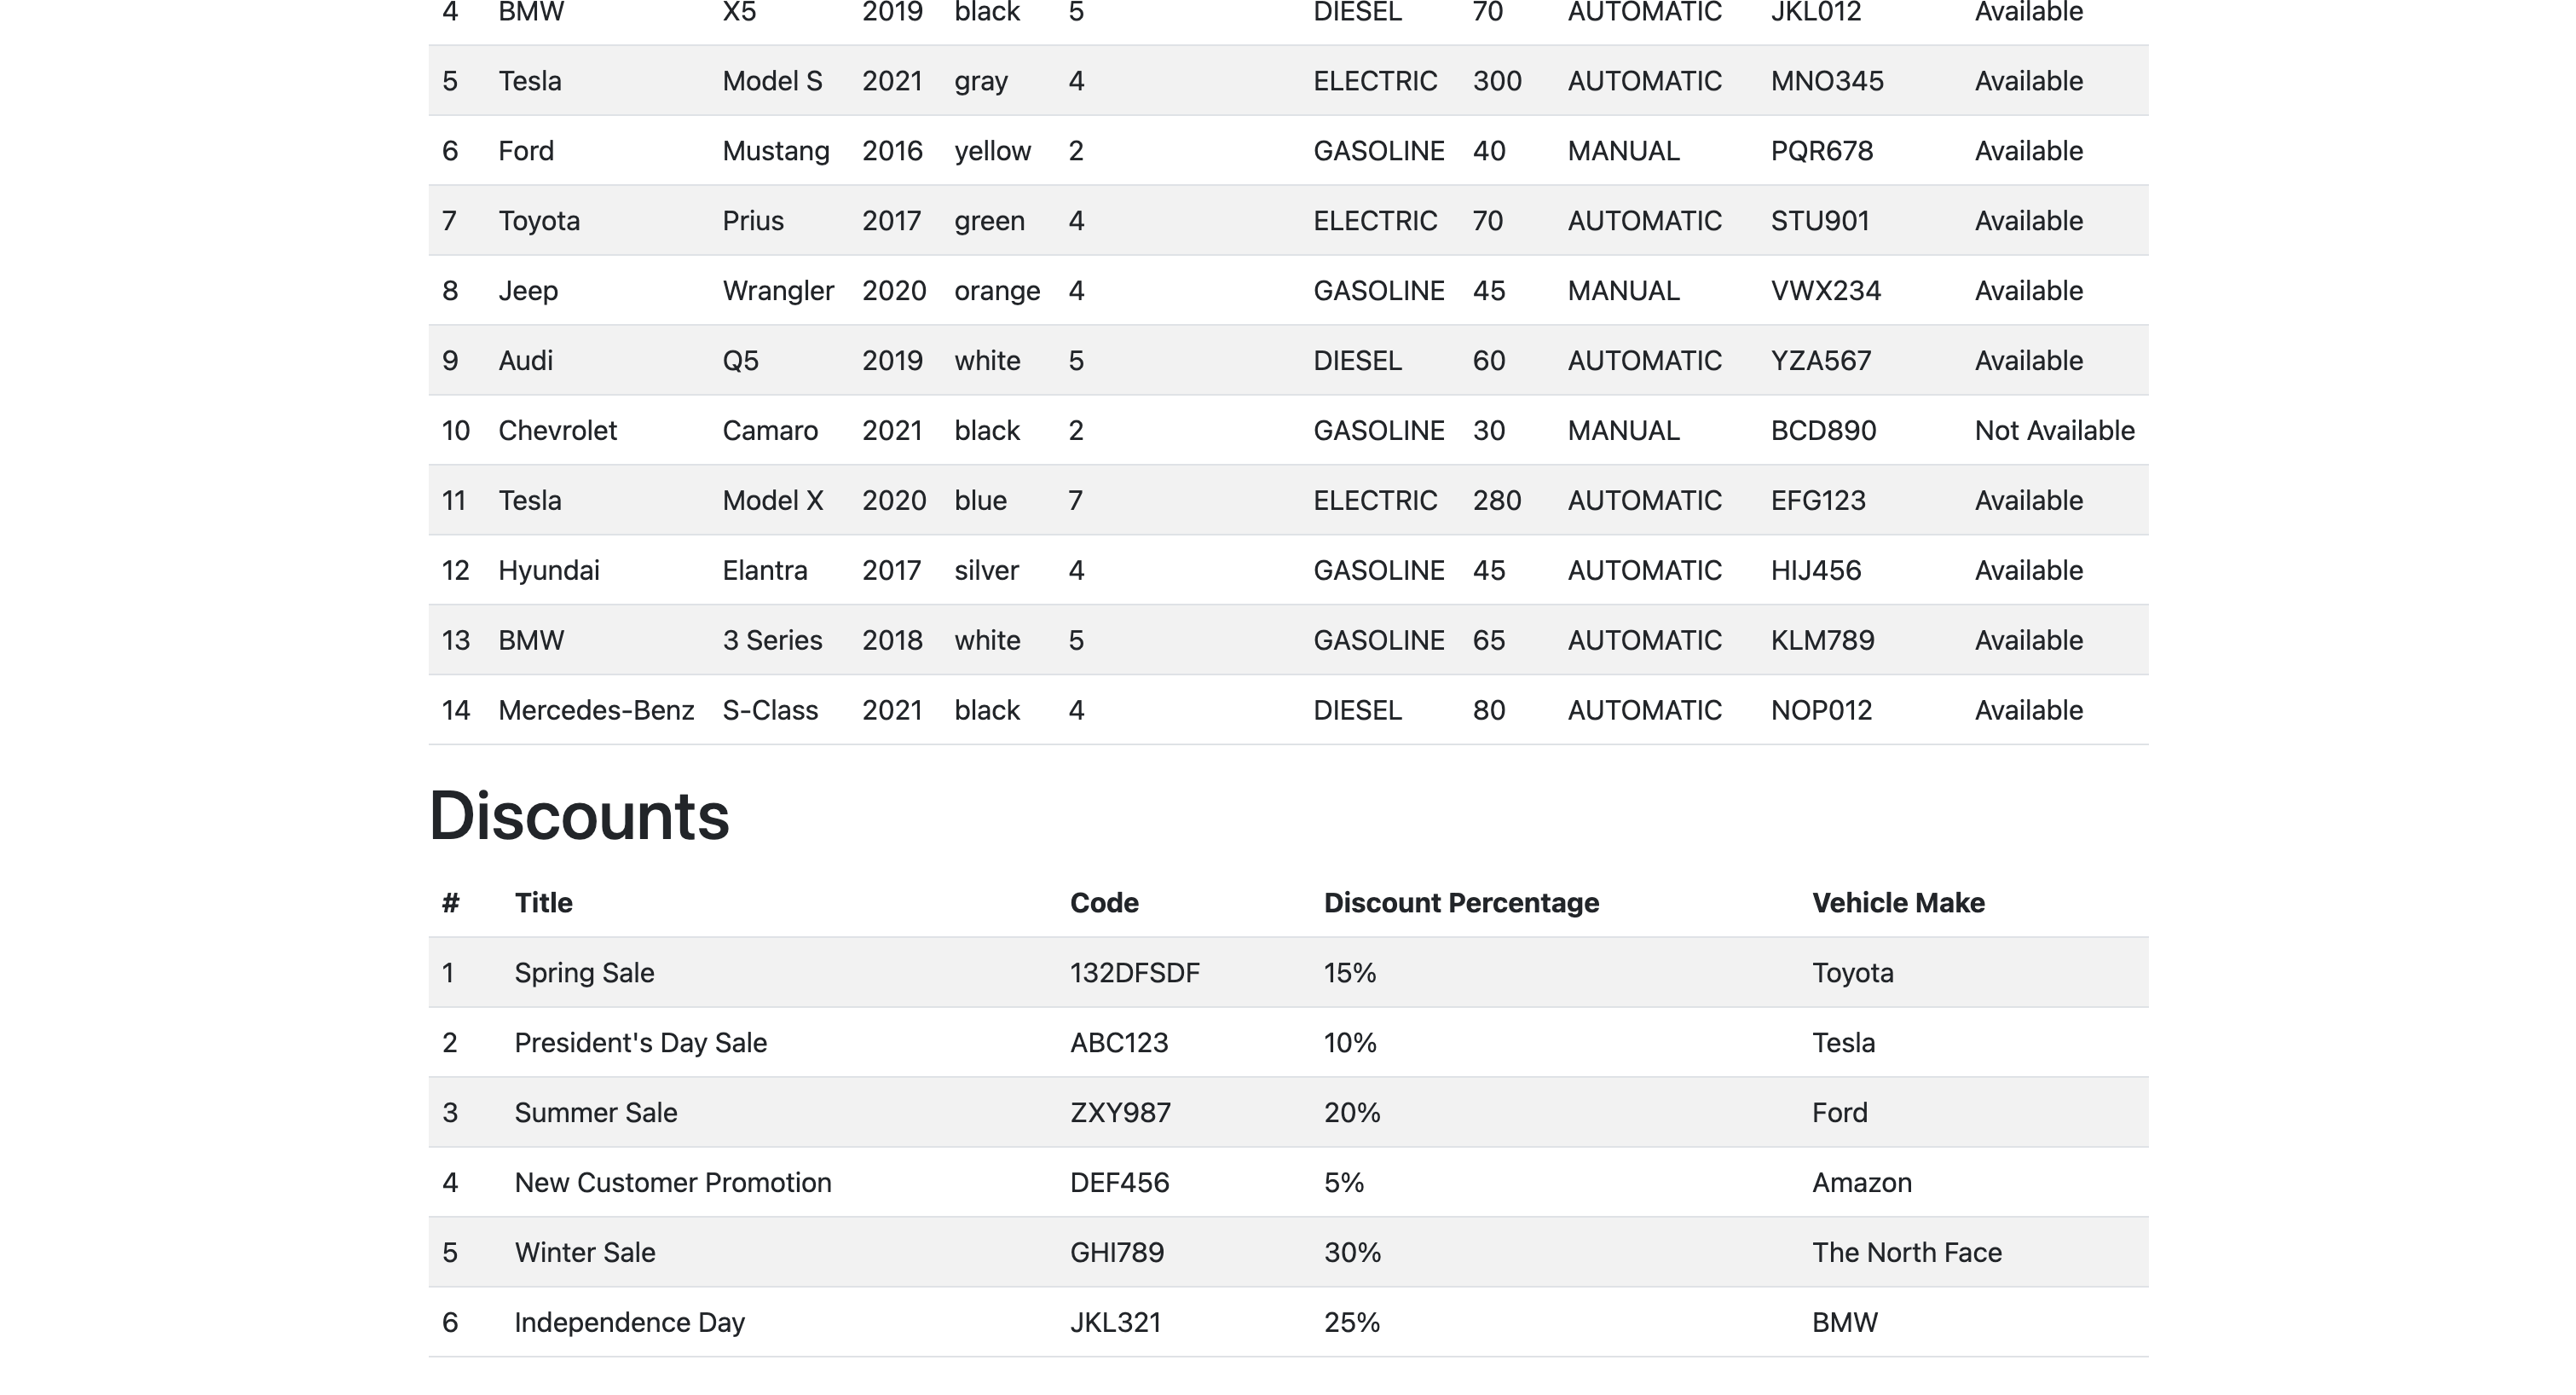 4 BMW X5 2019 black 5 DIESEL 70 AUTOMATIC JKL012 Available
5 Tesla Model S 2021 gray 4 ELECTRIC 300 AUTOMATIC MNO345 Available
6 Ford Mustang 2016 yellow 2 GASOLINE 40 MANUAL PQR678 Available
7 Toyota Prius 2017 green 4 ELECTRIC 70 AUTOMATIC STU901 Available
8 Jeep Wrangler 2020 orange 4 GASOLINE 45 MANUAL VWX234 Available
9 Audi Q5 2019 white 5 DIESEL 60 AUTOMATIC YZA567 Available
10 Chevrolet Camaro 2021 black 2 GASOLINE 30 MANUAL BCD890 Not Available
11 Tesla Model X 2020 blue 7 ELECTRIC 280 AUTOMATIC EFG123 Available
12 Hyundai Elantra 2017 silver 4 GASOLINE 45 AUTOMATIC HIJ456 Available
13 BMW 3 Series 2018 white 5 GASOLINE 65 AUTOMATIC KLM789 Available
14 Mercedes-Benz S-Class 2021 black 4 DIESEL 80 AUTOMATIC NOP012 Available
Discounts
# Title Code Discount Percentage Vehicle Make
1 Spring Sale 132DFSDF 15% Toyota
2 President's Day Sale ABC123 10% Tesla
3 Summer Sale ZXY987 20% Ford
4 New Customer Promotion DEF456 5% Amazon
5 Winter Sale GHI789 30% The North Face
6 Independence Day JKL321 25% BMW